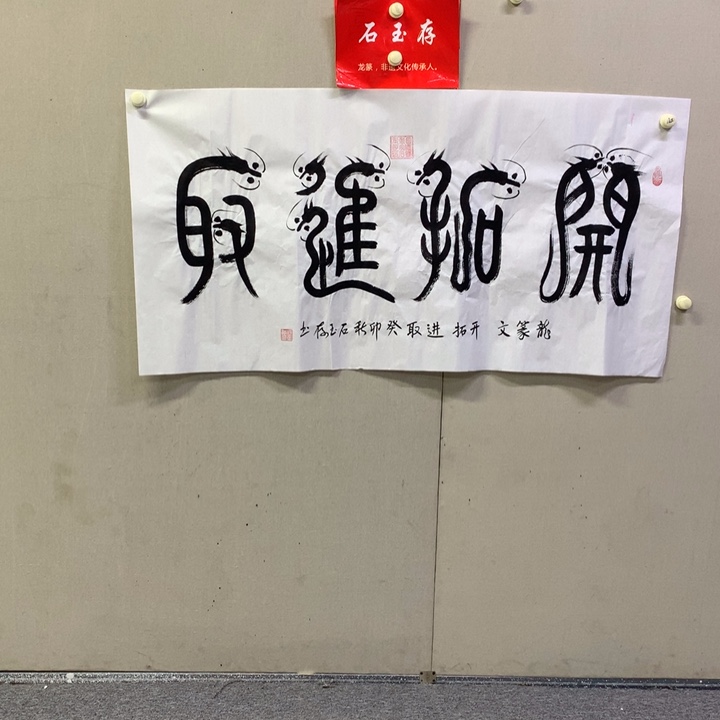 石玉存
龙篆，非遗文化传承人。
開拓進取
龍篆文 开拓进取癸卯秋石玉存书